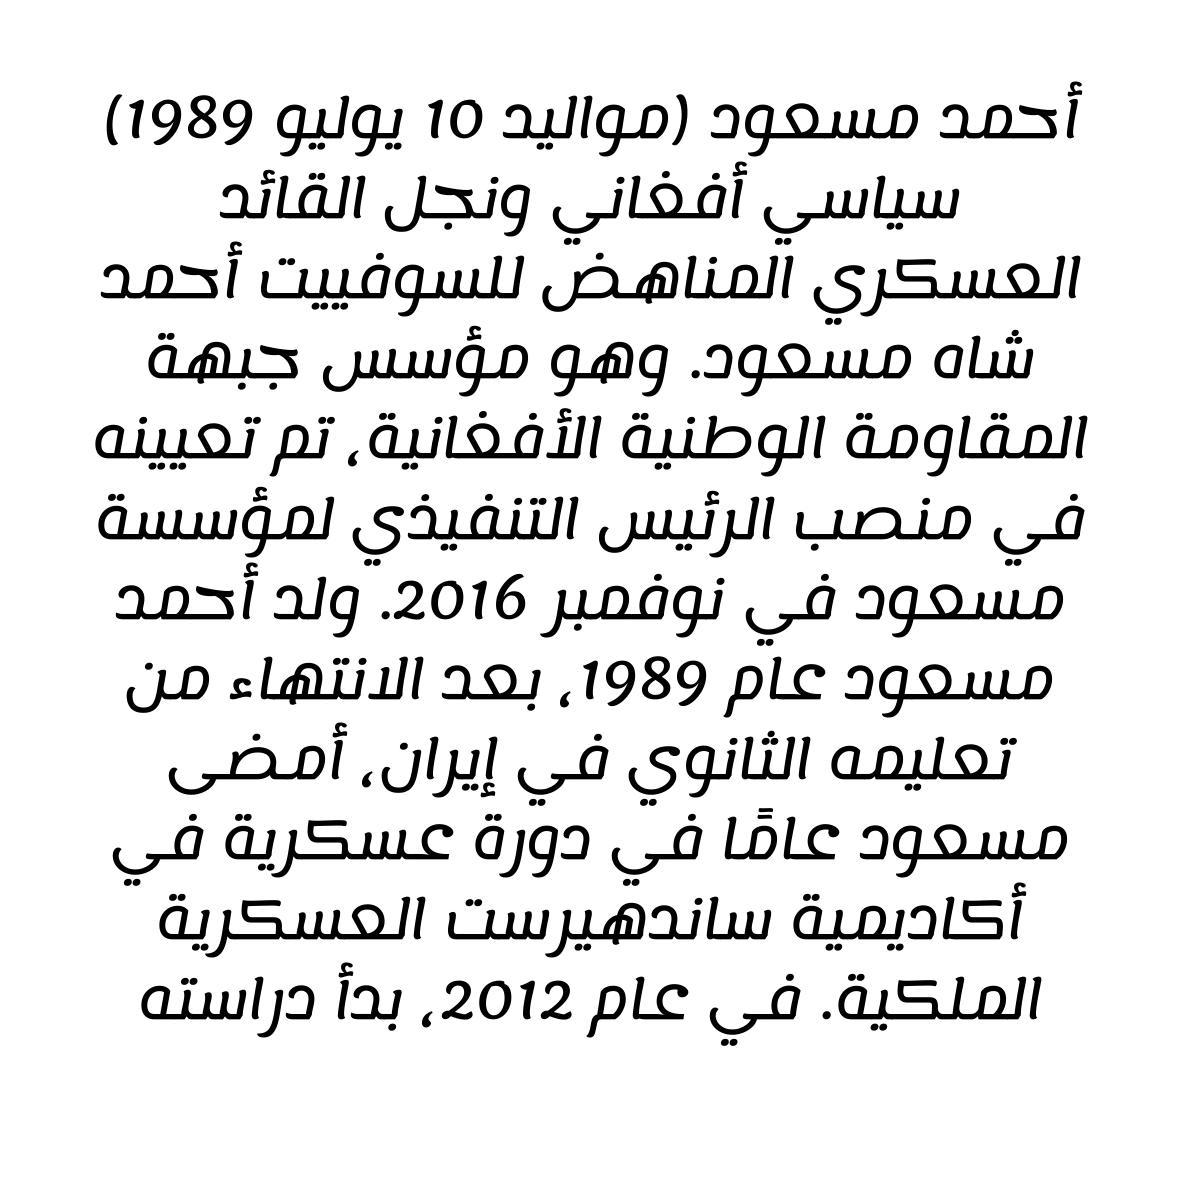 أحمد مسعود (مواليد 10 يوليو 1989)
سياسي أفغاني ونجل القائد
العسكري المناهض للسوفييت أحمد
شاه مسعود. وهو مؤسس جبهة
المقاومة الوطنية الأفغانية، تم تعيينه
في منصب الرئيس التنفيذي لمؤسسة
مسعود في نوفمبر 2016. ولد أحمد
مسعود عام 1989، بعد الانتهاء من
تعليمه الثانوي في إيران، أمضى
مسعود عامًا في دورة عسكرية في
أكاديمية ساندهيرست العسكرية
الملكية. في عام 2012، بدأ دراسته